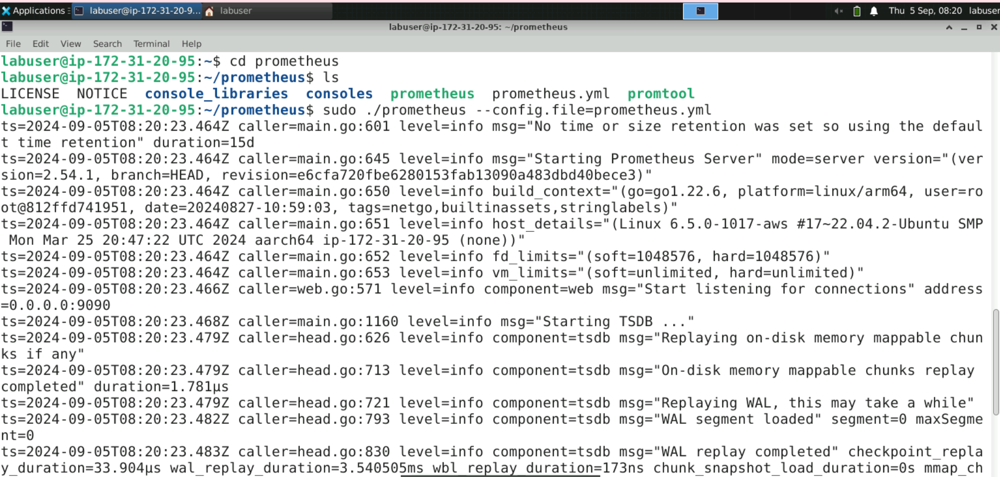 Applications labuser@ip-172-31-20-9... labuser Thu 5 Sep, 08:20 labuser
labuser@ip-172-31-20-95: ~/prometheus
File Edit View Search Terminal Help
labuser@ip-172-31-20-95:~$ cd prometheus
labuser@ip-172-31-20-95:~/prometheus$ ls
LICENSE NOTICE console_libraries consoles prometheus prometheus.yml promtool
labuser@ip-172-31-20-95:~/prometheus$ sudo ./prometheus --config.file=prometheus.yml
ts=2024-09-05T08:20:23.464Z caller=main.go:601 level=info msg="No time or size retention was set so using the defaul
t time retention" duration=15d
ts=2024-09-05T08:20:23.464Z caller=main.go:645 level=info msg="Starting Prometheus Server" mode=server version="(ver
sion=2.54.1, branch=HEAD, revision=e6cfa720fbe6280153fab13090a483dbd40bece3)"
ts=2024-09-05T08:20:23.464Z caller=main.go:650 level=info build_context="(go=go1.22.6, platform=linux/arm64, user=ro
ot@812ffd741951, date=20240827-10:59:03, tags=netgo,builtinassets,stringlabels)"
ts=2024-09-05T08:20:23.464Z caller=main.go:651 level=info host_details="(Linux 6.5.0-1017-aws #17~22.04.2-Ubuntu SMP
 Mon Mar 25 20:47:22 UTC 2024 aarch64 ip-172-31-20-95 (none))"
ts=2024-09-05T08:20:23.464Z caller=main.go:652 level=info fd_limits="(soft=1048576, hard=1048576)"
ts=2024-09-05T08:20:23.464Z caller=main.go:653 level=info vm_limits="(soft=unlimited, hard=unlimited)"
ts=2024-09-05T08:20:23.466Z caller=web.go:571 level=info component=web msg="Start listening for connections" address
=0.0.0.0:9090
ts=2024-09-05T08:20:23.468Z caller=main.go:1160 level=info msg="Starting TSDB ..."
ts=2024-09-05T08:20:23.479Z caller=head.go:626 level=info component=tsdb msg="Replaying on-disk memory mappable chun
ks if any"
ts=2024-09-05T08:20:23.479Z caller=head.go:713 level=info component=tsdb msg="On-disk memory mappable chunks replay
completed" duration=1.781µs
ts=2024-09-05T08:20:23.479Z caller=head.go:721 level=info component=tsdb msg="Replaying WAL, this may take a while"
ts=2024-09-05T08:20:23.482Z caller=head.go:793 level=info component=tsdb msg="WAL segment loaded" segment=0 maxSegme
nt=0
ts=2024-09-05T08:20:23.483Z caller=head.go:830 level=info component=tsdb msg="WAL replay completed" checkpoint_repla
y_duration=33.904µs wal_replay_duration=3.540505ms wbl_replay_duration=173ns chunk_snapshot_load_duration=0s mmap_ch